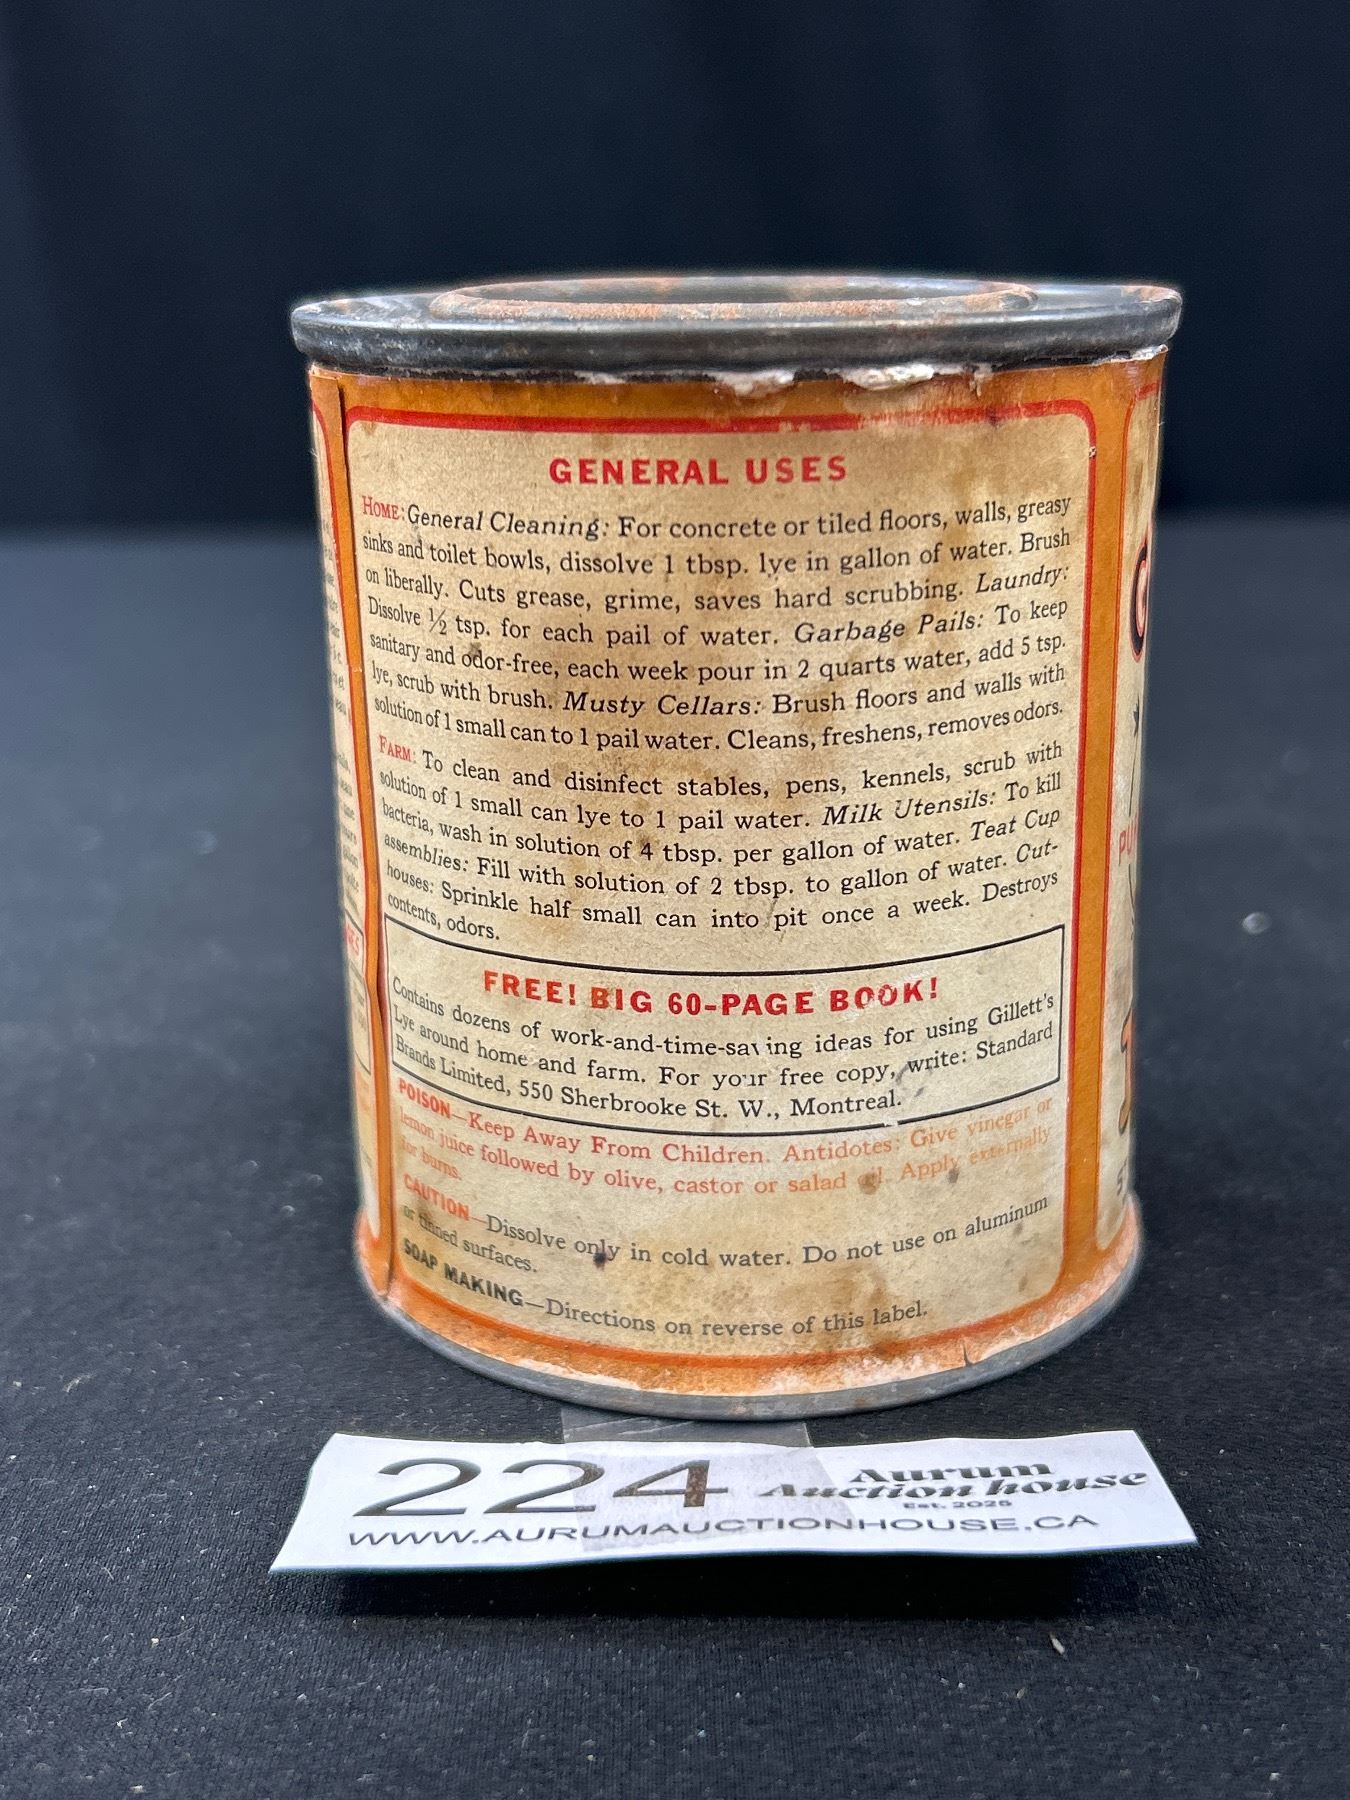 GENERAL USES
HOME: General Cleaning: For concrete or tiled floors, walls, greasy
sinks and toilet bowls, dissolve 1 tbsp. lye in gallon of water. Brush
on liberally. Cuts grease, grime, saves hard scrubbing. Laundry:
Dissolve ½ tsp. for each pail of water. Garbage Pails: To keep
sanitary and odor-free, each week pour in 2 quarts water, add 5 tsp.
lye, scrub with brush. Musty Cellars: Brush floors and walls with
solution of 1 small can to 1 pail water. Cleans, freshens, removes odors.
FARM: To clean and disinfect stables, pens, kennels, scrub with
solution of 1 small can lye to 1 pail water. Milk Utensils: To kill
bacteria, wash in solution of 4 tbsp. per gallon of water. Teat Cup
assemblies: Fill with solution of 2 tbsp. to gallon of water. Out-
houses: Sprinkle half small can into pit once a week. Destroys
contents, odors.
FREE! BIG 60-PAGE BOOK!
Contains dozens of work-and-time-saving ideas for using Gillett's
Lye around home and farm. For your free copy, write: Standard
Brands Limited, 550 Sherbrooke St. W., Montreal.
POISON—Keep Away From Children. Antidotes: Give vinegar or
lemon juice followed by olive, castor or salad oil. Apply externally
for burns.
CAUTION—Dissolve only in cold water. Do not use on aluminum
or tinned surfaces.
SOAP MAKING—Directions on reverse of this label.
224 Aurum
Auction house
Est. 2025
WWW.AURUMAUCTIONHOUSE.CA